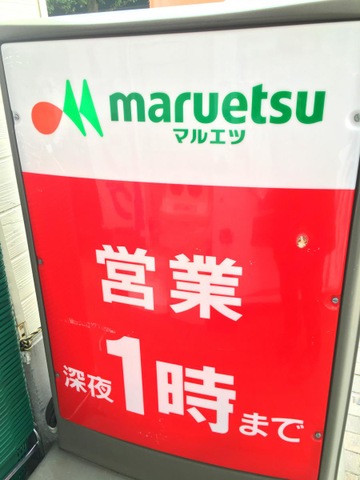 maruetsu
マルエツ
営業
深夜1時まで